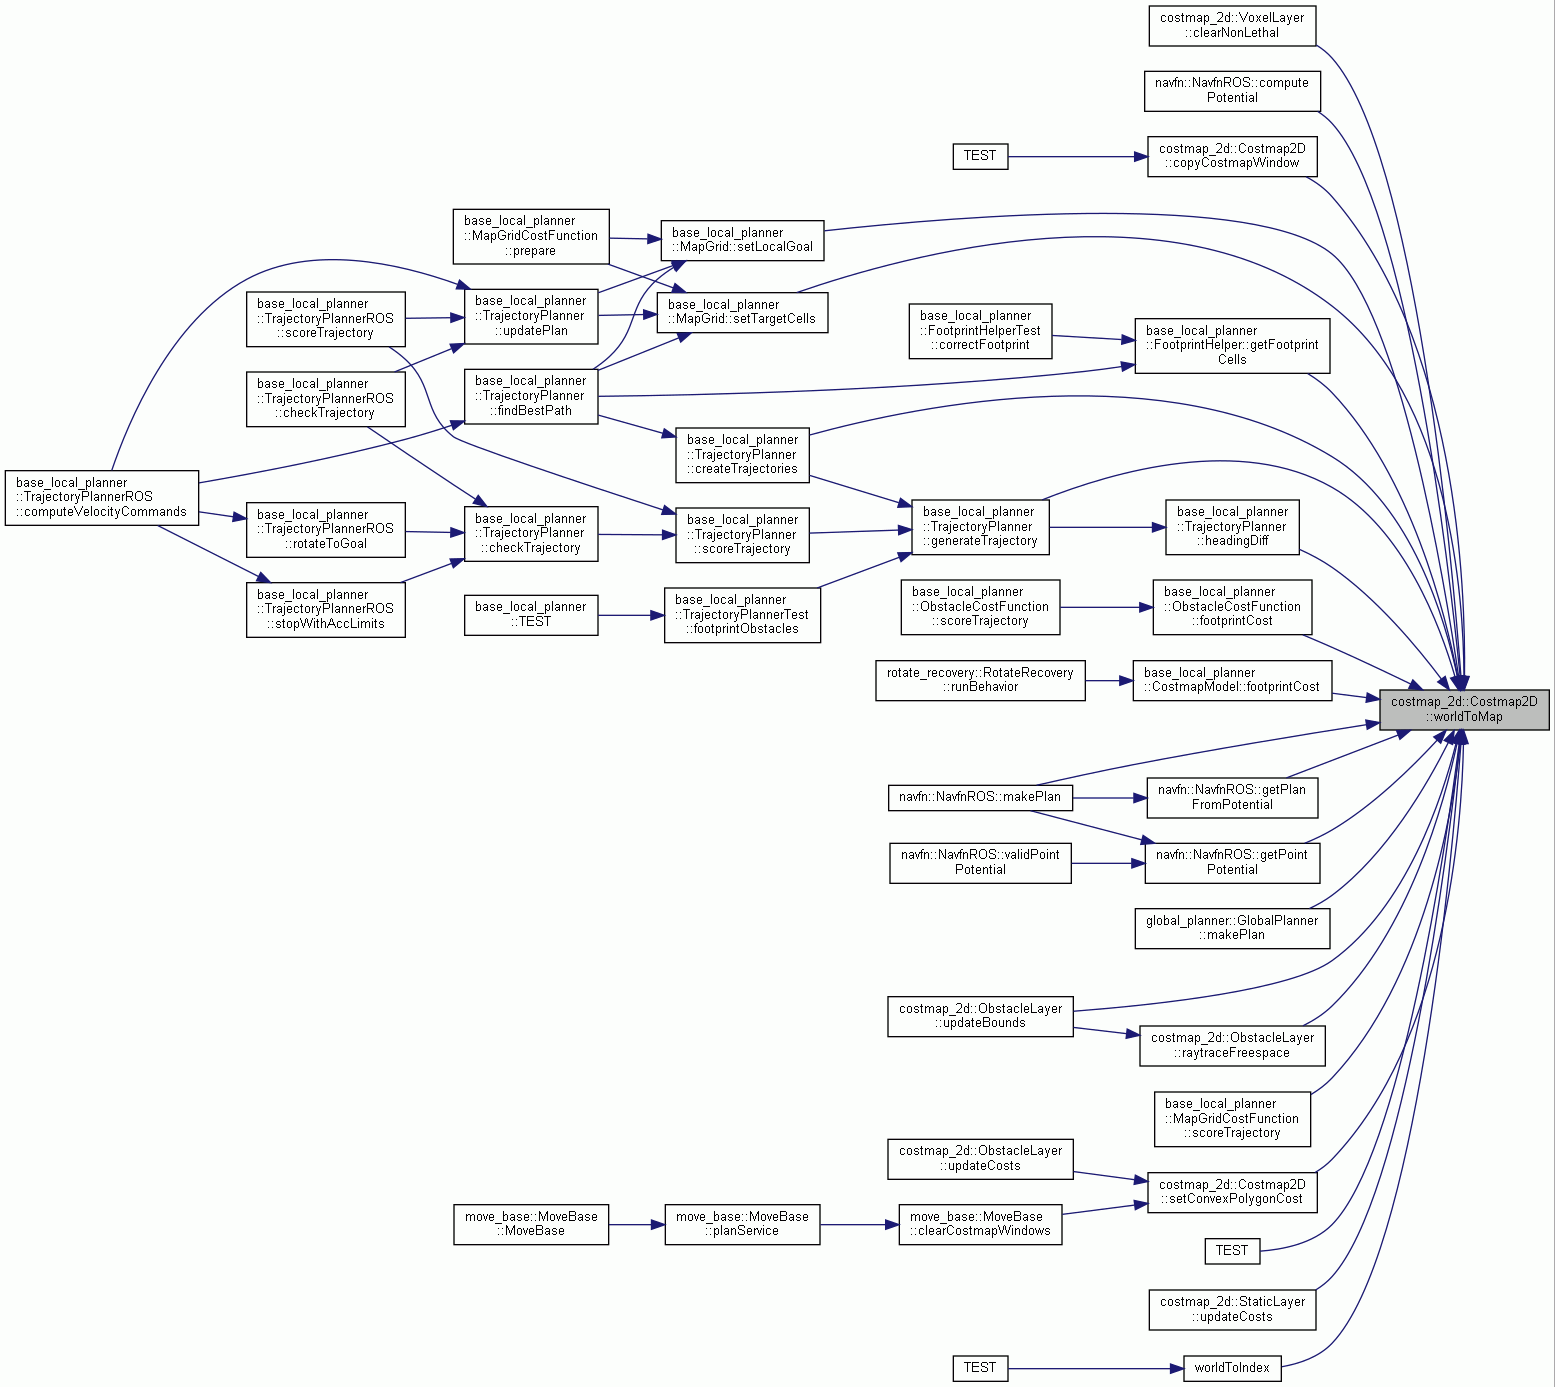 costmap_2d::VoxelLayer
::clearNonLethal
navfn::NavfnROS::compute
Potential
TEST
costmap_2d::Costmap2D
::copyCostmapWindow
base_local_planner
::MapGridCostFunction
::prepare
base_local_planner
::MapGrid::setLocalGoal
base_local_planner
::TrajectoryPlannerROS
::scoreTrajectory
base_local_planner
::TrajectoryPlanner
::updatePlan
base_local_planner
::MapGrid::setTargetCells
base_local_planner
::FootprintHelperTest
::correctFootprint
base_local_planner
::FootprintHelper::getFootprint
Cells
base_local_planner
::TrajectoryPlannerROS
::checkTrajectory
base_local_planner
::TrajectoryPlanner
::findBestPath
base_local_planner
::TrajectoryPlanner
::createTrajectories
base_local_planner
::TrajectoryPlannerROS
::computeVelocityCommands
base_local_planner
::TrajectoryPlannerROS
::rotateToGoal
base_local_planner
::TrajectoryPlanner
::checkTrajectory
base_local_planner
::TrajectoryPlanner
::scoreTrajectory
base_local_planner
::TrajectoryPlanner
::generateTrajectory
base_local_planner
::TrajectoryPlanner
::headingDiff
base_local_planner
::TrajectoryPlannerROS
::stopWithAccLimits
base_local_planner
::TEST
base_local_planner
::TrajectoryPlannerTest
::footprintObstacles
base_local_planner
::ObstacleCostFunction
::scoreTrajectory
base_local_planner
::ObstacleCostFunction
::footprintCost
rotate_recovery::RotateRecovery
::runBehavior
base_local_planner
::CostmapModel::footprintCost
costmap_2d::Costmap2D
::worldToMap
navfn::NavfnROS::makePlan
navfn::NavfnROS::getPlan
FromPotential
navfn::NavfnROS::validPoint
Potential
navfn::NavfnROS::getPoint
Potential
global_planner::GlobalPlanner
::makePlan
costmap_2d::ObstacleLayer
::updateBounds
costmap_2d::ObstacleLayer
::raytraceFreespace
base_local_planner
::MapGridCostFunction
::scoreTrajectory
costmap_2d::ObstacleLayer
::updateCosts
costmap_2d::Costmap2D
::setConvexPolygonCost
move_base::MoveBase
::MoveBase
move_base::MoveBase
::planService
move_base::MoveBase
::clearCostmapWindows
TEST
costmap_2d::StaticLayer
::updateCosts
TEST
worldToIndex